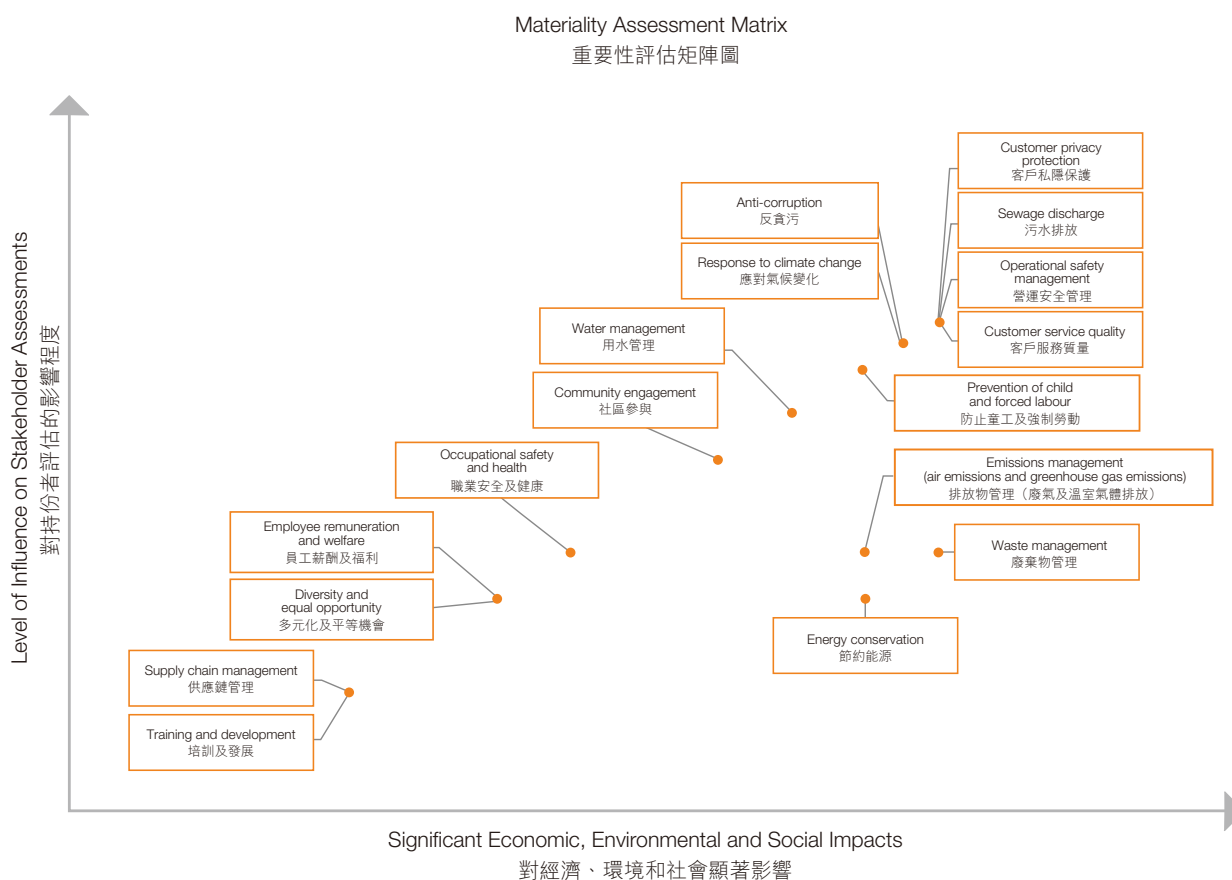 Materiality Assessment Matrix
重要性評估矩陣圖
Level of Influence on Stakeholder Assessments
對持份者評估的影響程度
Customer privacy
protection
客戶私隱保護
Anti-corruption
反貪污
Sewage discharge
污水排放
Response to climate change
應對氣候變化
Operational safety
management
營運安全管理
Water management
用水管理
Customer service quality
客戶服務質量
Community engagement
社區參與
Prevention of child
and forced labour
防止童工及強制勞動
Occupational safety
and health
職業安全及健康
Emissions management
(air emissions and greenhouse gas emissions)
排放物管理（廢氣及溫室氣體排放）
Employee remuneration
and welfare
員工薪酬及福利
Waste management
廢棄物管理
Diversity and
equal opportunity
多元化及平等機會
Energy conservation
節約能源
Supply chain management
供應鏈管理
Training and development
培訓及發展
Significant Economic, Environmental and Social Impacts
對經濟、環境和社會顯著影響